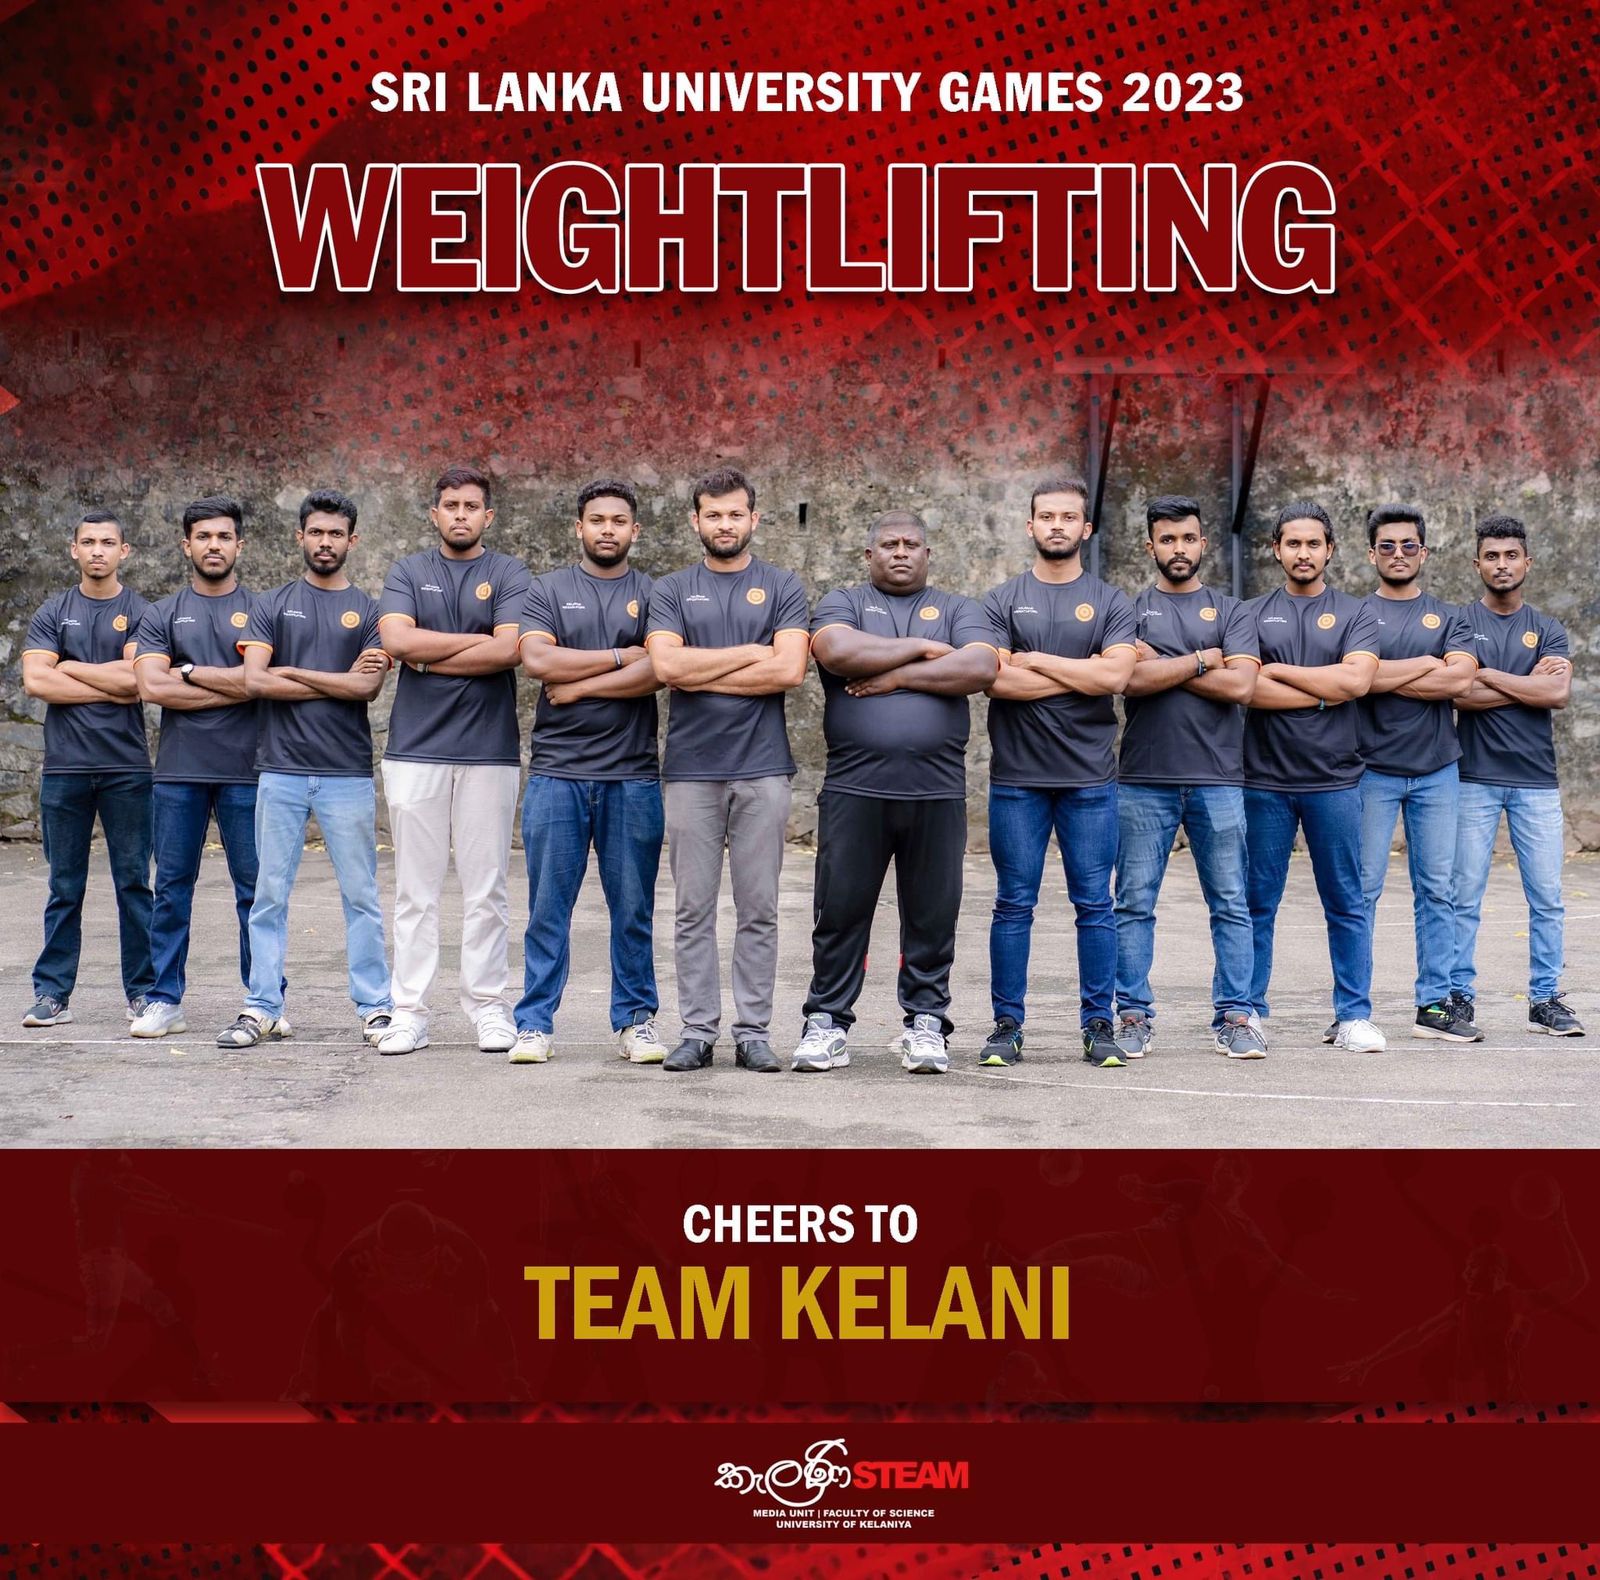 SRI LANKA UNIVERSITY GAMES 2023
WEIGHTLIFTING
CHEERS TO
TEAM KELANI
කැලණි STEAM
MEDIA UNIT | FACULTY OF SCIENCE
UNIVERSITY OF KELANIYA